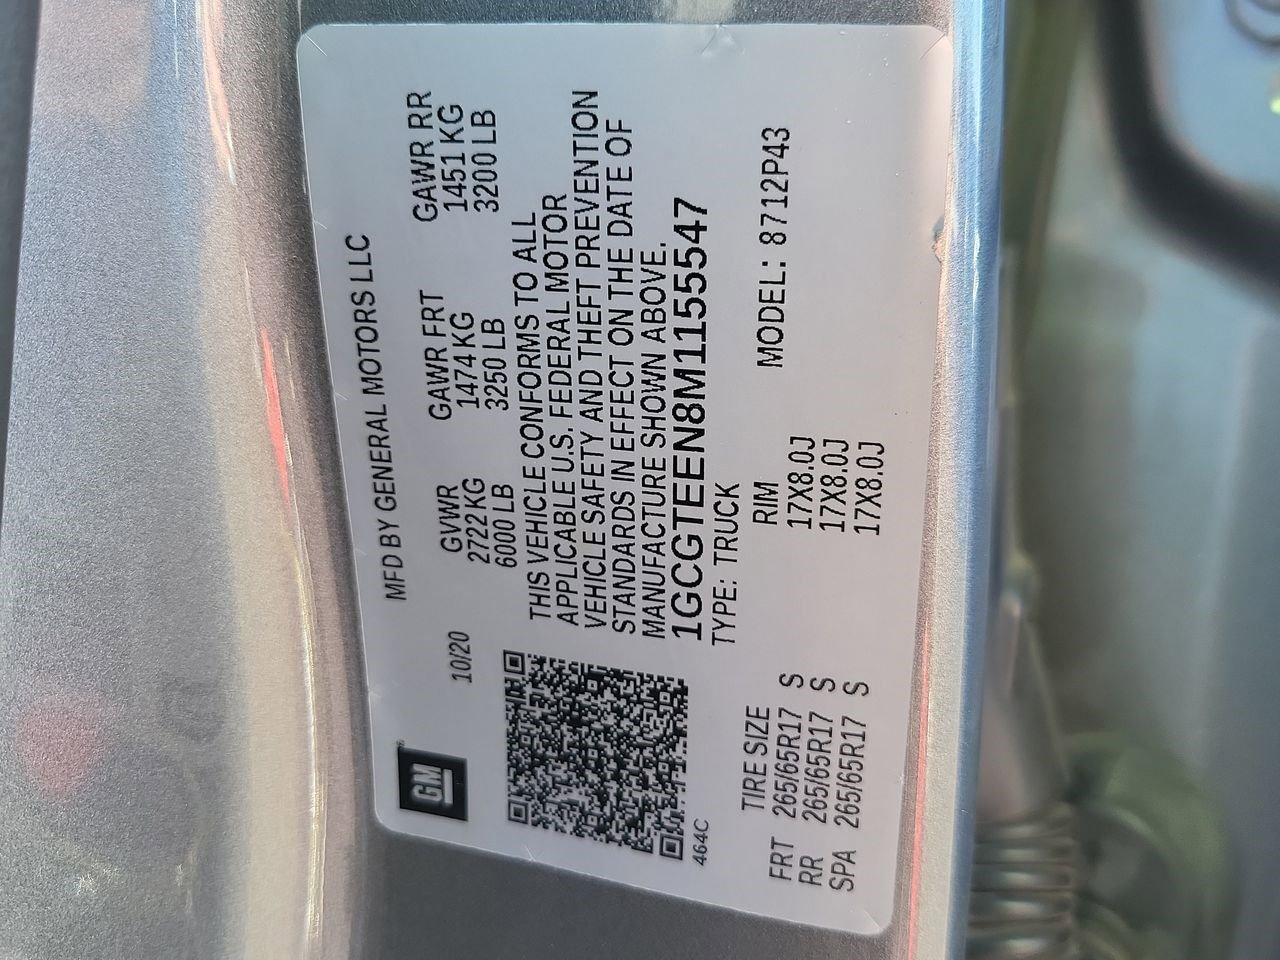 GM
MFD BY GENERAL MOTORS LLC
10/20
GVWR GAWR FRT GAWR RR
2722 KG 1474 KG 1451 KG
6000 LB 3250 LB 3200 LB
THIS VEHICLE CONFORMS TO ALL
APPLICABLE U.S. FEDERAL MOTOR
VEHICLE SAFETY AND THEFT PREVENTION
STANDARDS IN EFFECT ON THE DATE OF
MANUFACTURE SHOWN ABOVE.
1GCGTEEN8M1155547
464C
TYPE: TRUCK
MODEL: 8712P43
TIRE SIZE RIM
FRT 265/65R17 S 17X8.0J
RR 265/65R17 S 17X8.0J
SPA 265/65R17 S 17X8.0J